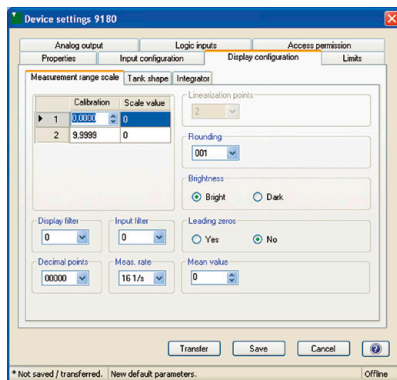 Device settings 9180
Analog output Logic inputs Access permission
Properties Input configuration Display configuration Limits
Measurement range scale Tank shape Integrator
Calibration Scale value
1 0,0000 0
2 9,9999 0
Linearization points
2
Rounding
001
Brightness
Bright Dark
Display filter Input filter Leading zeros
0 0 Yes No
Decimal points Meas. rate Mean value
00000 16 1/s 0
Transfer Save Cancel
* Not saved / transferred. New default parameters. Offline